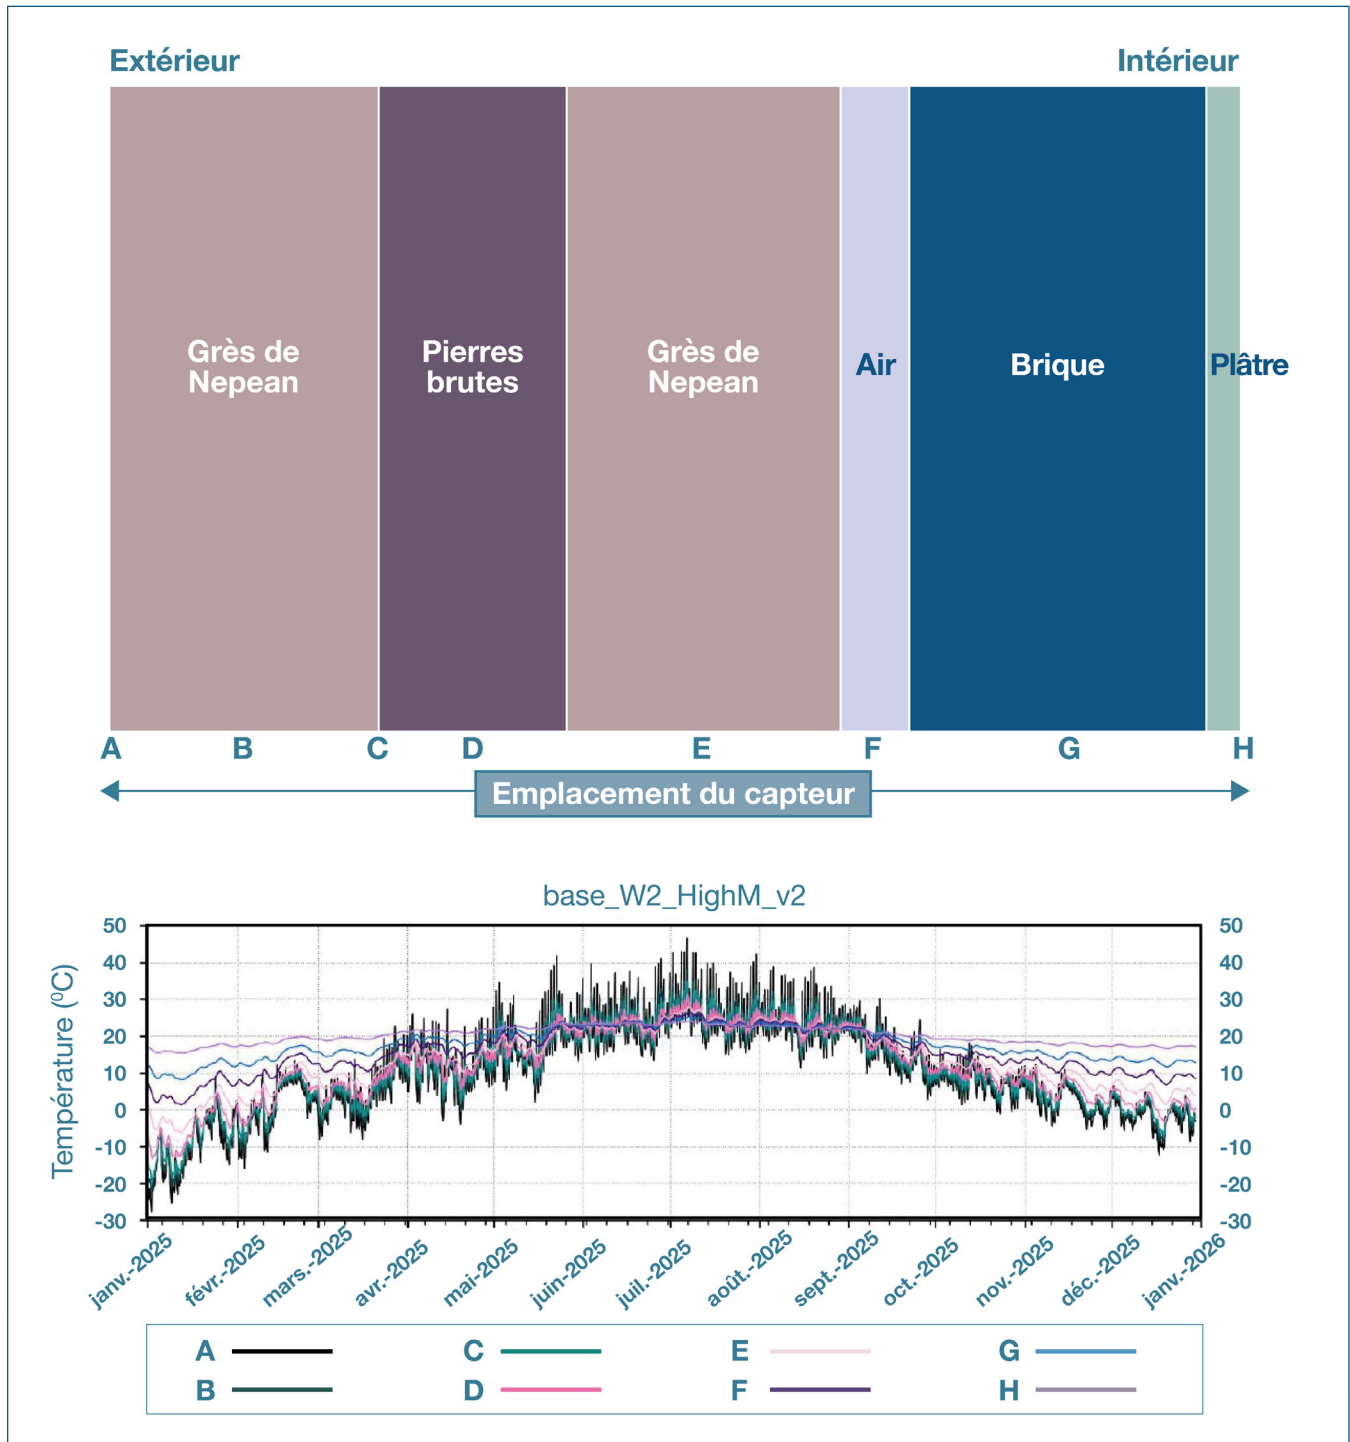 Extérieur Intérieur
Grès de Nepean
Pierres brutes
Grès de Nepean
Air
Brique
Plâtre
A B C D E F G H
Emplacement du capteur
base_W2_HighM_v2
Température (⁰C)
50 50
40 40
30 30
20 20
10 10
0 0
-10 -10
-20 -20
-30 -30
janv.-2025 févr.-2025 mars.-2025 avr.-2025 mai-2025 juin-2025 juil.-2025 août.-2025 sept.-2025 oct.-2025 nov.-2025 déc.-2025 janv.-2026
A C E G
B D F H